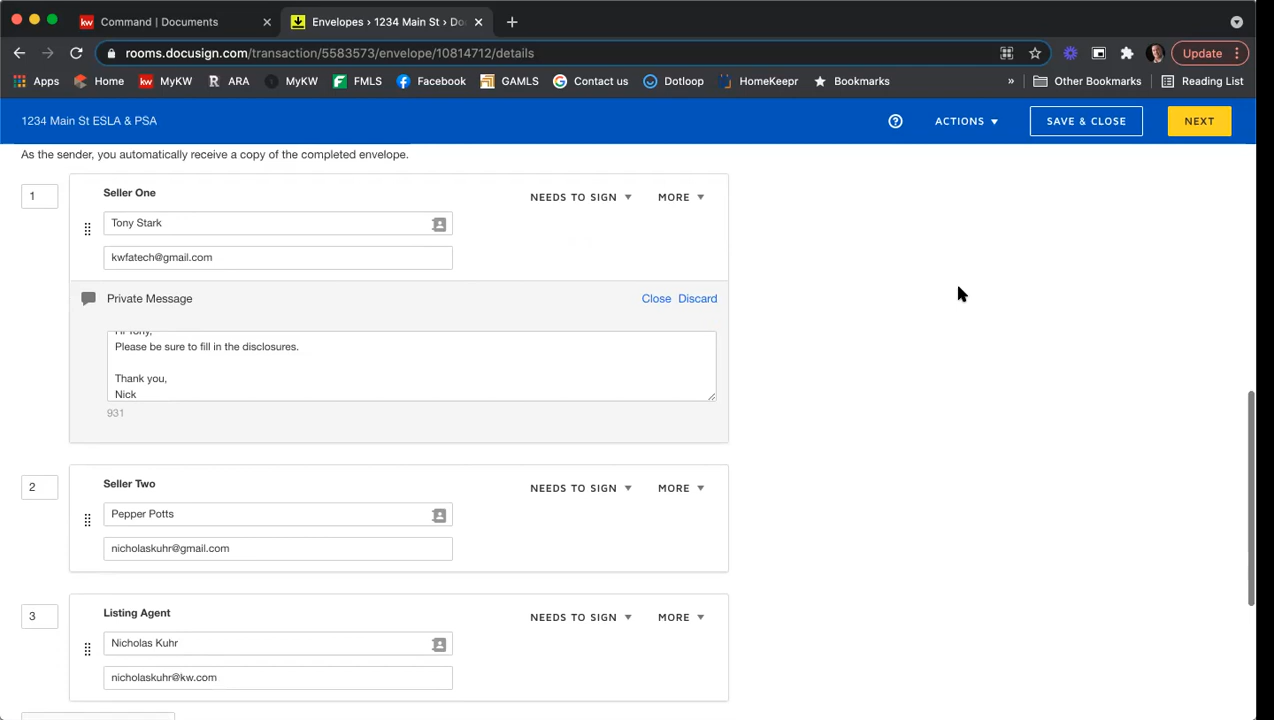 Command | Documents
Envelopes › 1234 Main St › Do
rooms.docusign.com/transaction/5583573/envelope/10814712/details
Update
Apps
Home
MyKW
ARA
MyKW
FMLS
Facebook
GAMLS
Contact us
Dotloop
HomeKeepr
Bookmarks
»
Other Bookmarks
Reading List
1234 Main St ESLA & PSA
ACTIONS
SAVE & CLOSE
NEXT
As the sender, you automatically receive a copy of the completed envelope.
1
Seller One
NEEDS TO SIGN
MORE
Tony Stark
kwfatech@gmail.com
Private Message
Close
Discard
Hi Tony,
Please be sure to fill in the disclosures.
Thank you,
Nick
931
2
Seller Two
NEEDS TO SIGN
MORE
Pepper Potts
nicholaskuhr@gmail.com
3
Listing Agent
NEEDS TO SIGN
MORE
Nicholas Kuhr
nicholaskuhr@kw.com